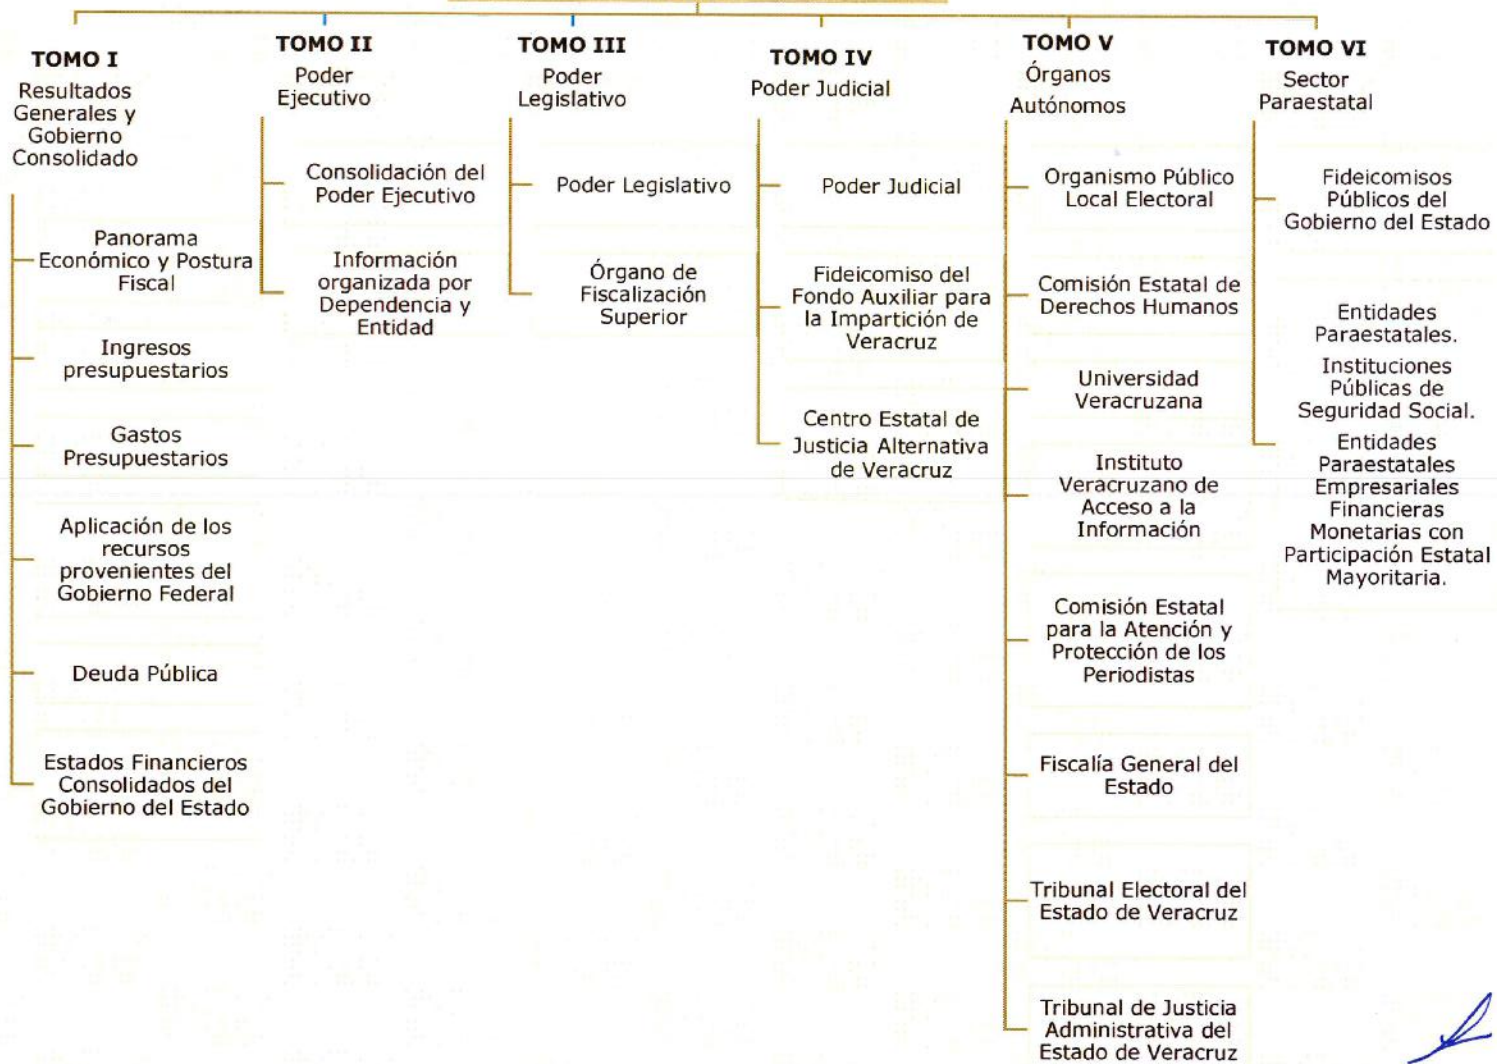 TOMO I
Resultados
Generales y
Gobierno
Consolidado
Panorama
Económico y Postura
Fiscal
Ingresos
presupuestarios
Gastos
Presupuestarios
Aplicación de los
recursos
provenientes del
Gobierno Federal
Deuda Pública
Estados Financieros
Consolidados del
Gobierno del Estado
TOMO II
Poder
Ejecutivo
Consolidación del
Poder Ejecutivo
Información
organizada por
Dependencia y
Entidad
TOMO III
Poder
Legislativo
Poder Legislativo
Órgano de
Fiscalización
Superior
TOMO IV
Poder Judicial
Poder Judicial
Fideicomiso del
Fondo Auxiliar para
la Impartición de
Veracruz
Centro Estatal de
Justicia Alternativa
de Veracruz
TOMO V
Órganos
Autónomos
Organismo Público
Local Electoral
Comisión Estatal de
Derechos Humanos
Universidad
Veracruzana
Instituto
Veracruzano de
Acceso a la
Información
Comisión Estatal
para la Atención y
Protección de los
Periodistas
Fiscalía General del
Estado
Tribunal Electoral del
Estado de Veracruz
Tribunal de Justicia
Administrativa del
Estado de Veracruz
TOMO VI
Sector
Paraestatal
Fideicomisos
Públicos del
Gobierno del Estado
Entidades
Paraestatales.
Instituciones
Públicas de
Seguridad Social.
Entidades
Paraestatales
Empresariales
Financieras
Monetarias con
Participación Estatal
Mayoritaria.